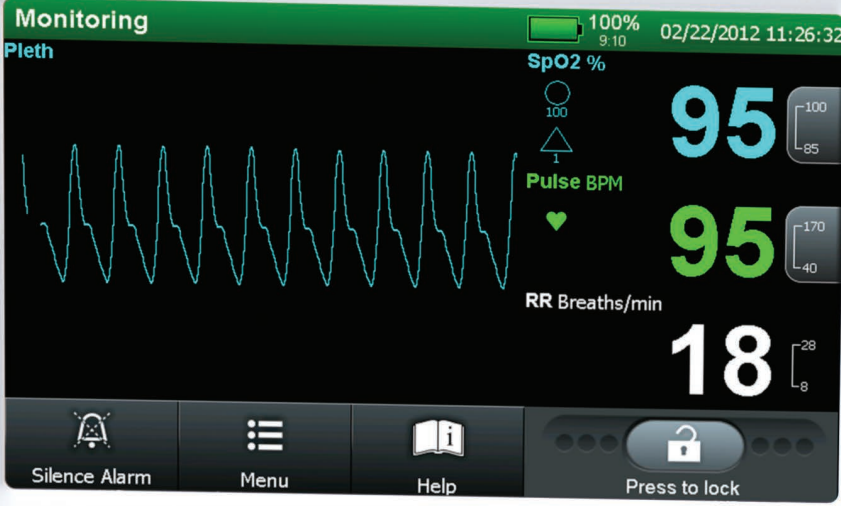 Monitoring
100%
9:10
02/22/2012 11:26:32
Pleth
SpO2 %
100
1
95
100
85
Pulse BPM
95
170
40
RR Breaths/min
18
28
8
Silence Alarm
Menu
i
Help
Press to lock